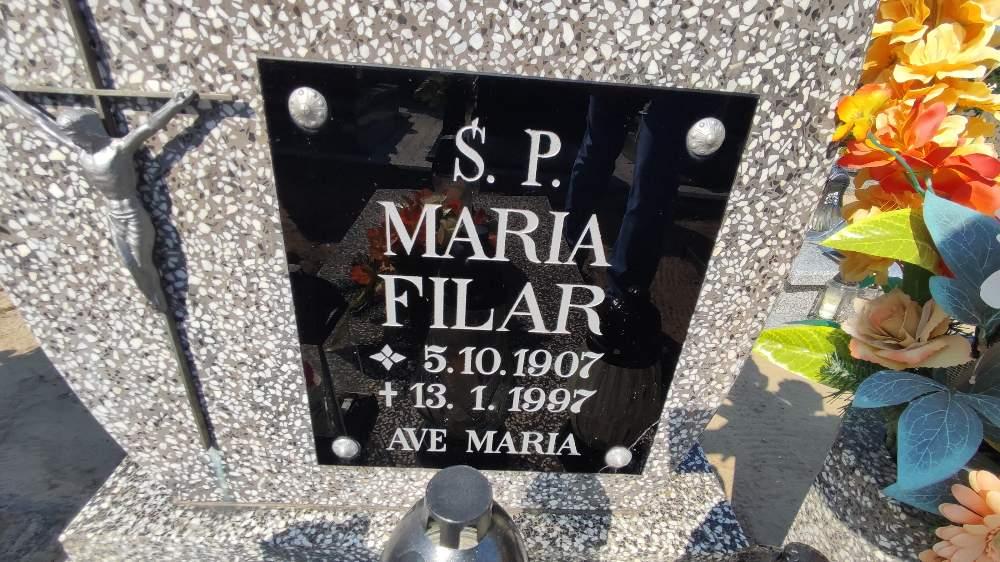 Ś. P.
MARIA
FILAR
5.10.1907
13. 1. 1997
AVE MARIA